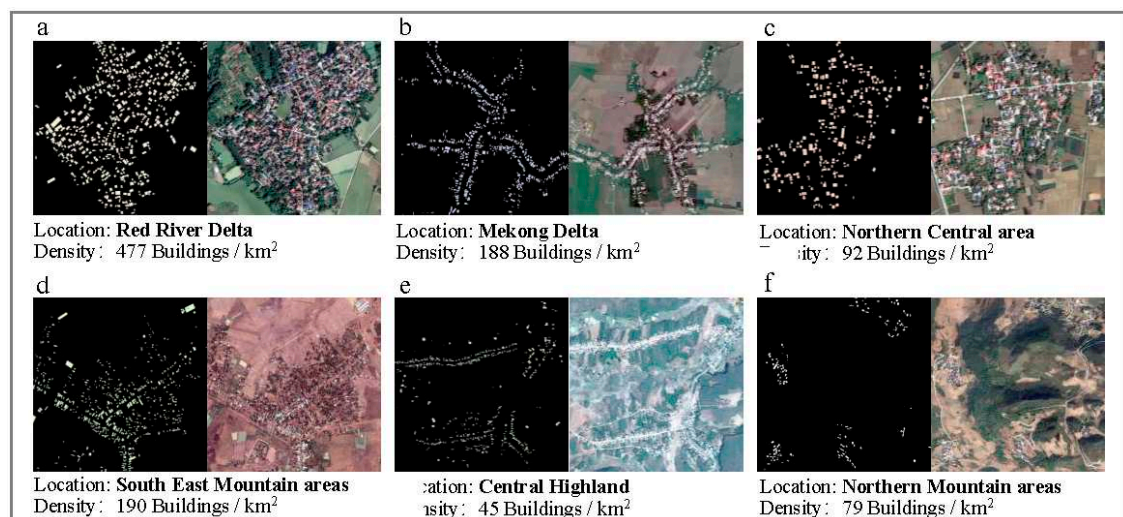 a
b
c
Location: Red River Delta
Density: 477 Buildings / km²
Location: Mekong Delta
Density: 188 Buildings / km²
Location: Northern Central area
sity: 92 Buildings / km²
d
e
f
Location: South East Mountain areas
Density: 190 Buildings / km²
cation: Central Highland
nsity: 45 Buildings / km²
Location: Northern Mountain areas
Density: 79 Buildings / km²